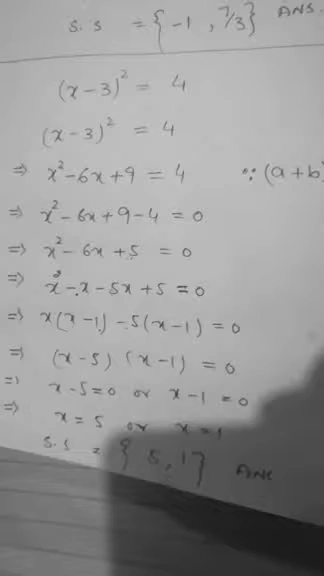 S.S = {-1, 7/3} ANS.
(x-3)² = 4
(x-3)² = 4
⇒ x²-6x+9 = 4 ∵ (a+b)
⇒ x²-6x+9-4 = 0
⇒ x²-6x+5 = 0
⇒ x²-x-5x+5 = 0
⇒ x(x-1)-5(x-1) = 0
⇒ (x-5) (x-1) = 0
⇒ x-5=0 or x-1=0
⇒ x=5 or x=1
S.S = {5, 1} ANS